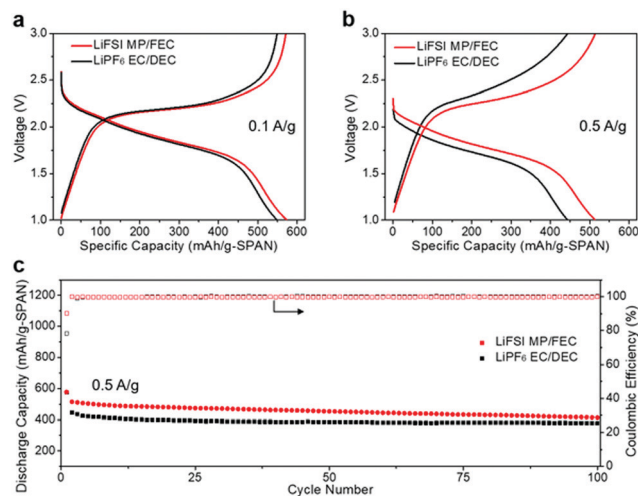 a
LiFSI MP/FEC
LiPF₆ EC/DEC
0.1 A/g
Voltage (V)
3.0
2.5
2.0
1.5
1.0
0 100 200 300 400 500 600
Specific Capacity (mAh/g-SPAN)
b
LiFSI MP/FEC
LiPF₆ EC/DEC
0.5 A/g
Voltage (V)
3.0
2.5
2.0
1.5
1.0
0 100 200 300 400 500 600
Specific Capacity (mAh/g-SPAN)
c
Discharge Capacity (mAh/g-SPAN)
1200
1000
800
600
400
200
0.5 A/g
LiFSI MP/FEC
LiPF₆ EC/DEC
100
80
60
40
20
0
Coulombic Efficiency (%)
0 25 50 75 100
Cycle Number